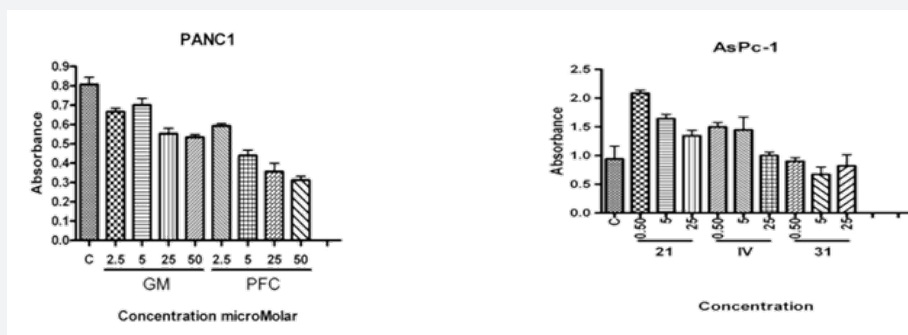 PANC1
Absorbance
0.9
0.8
0.7
0.6
0.5
0.4
0.3
0.2
0.1
0.0
C 2.5 5 25 50 2.5 5 25 50
GM PFC
Concentration microMolar
AsPc-1
Absorbance
2.5
2.0
1.5
1.0
0.5
0.0
C 0.50 5 25 0.50 5 25 0.50 5 25
21 IV 31
Concentration